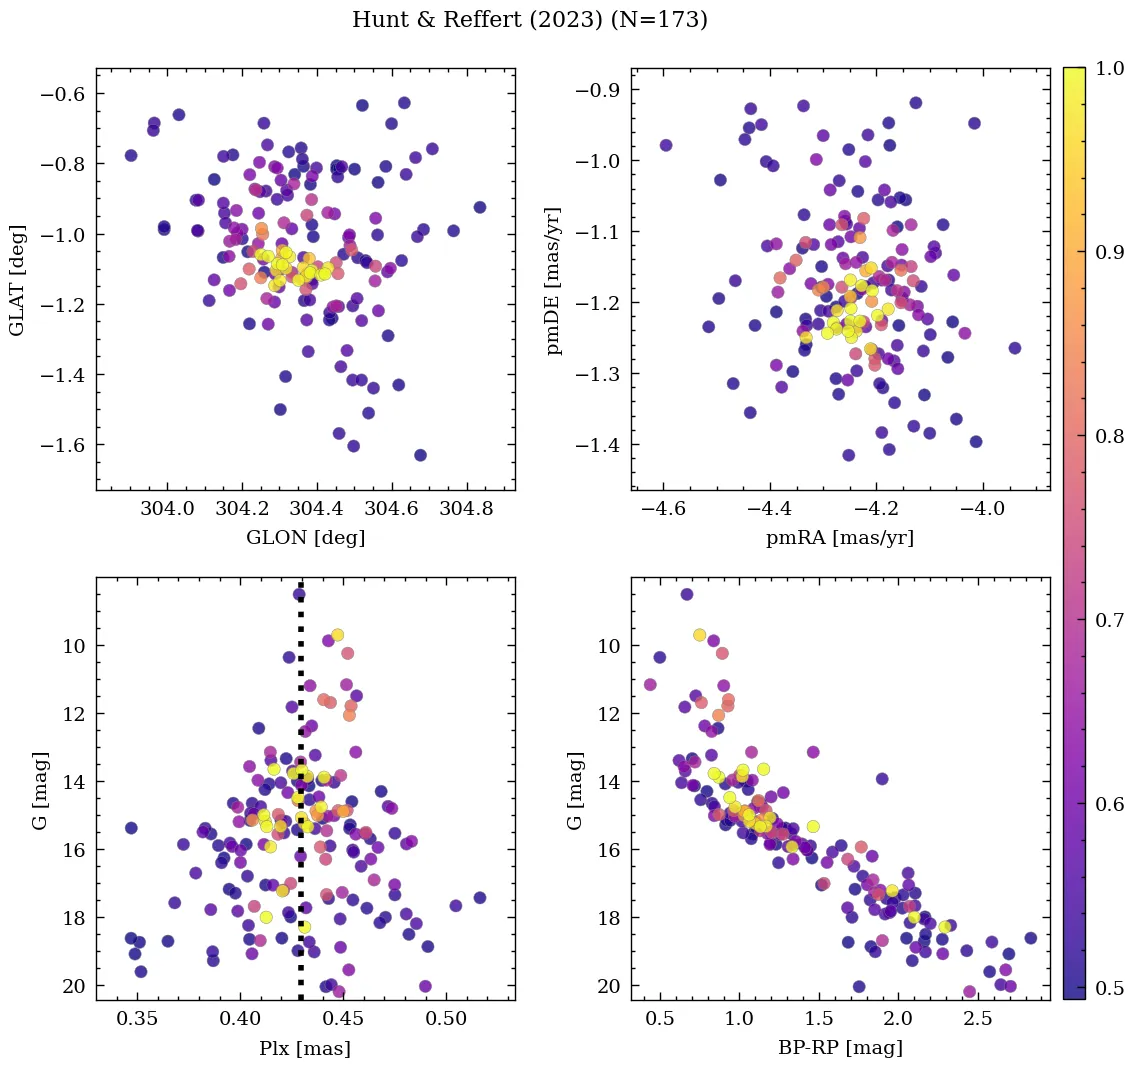 Hunt & Reffert (2023) (N=173)
−0.6
−0.8
−1.0
−1.2
−1.4
−1.6
GLAT [deg]
304.0 304.2 304.4 304.6 304.8
GLON [deg]
−0.9
−1.0
−1.1
−1.2
−1.3
−1.4
pmDE [mas/yr]
−4.6 −4.4 −4.2 −4.0
pmRA [mas/yr]
10
12
14
16
18
20
G [mag]
0.35 0.40 0.45 0.50
Plx [mas]
10
12
14
16
18
20
G [mag]
0.5 1.0 1.5 2.0 2.5
BP-RP [mag]
1.0
0.9
0.8
0.7
0.6
0.5